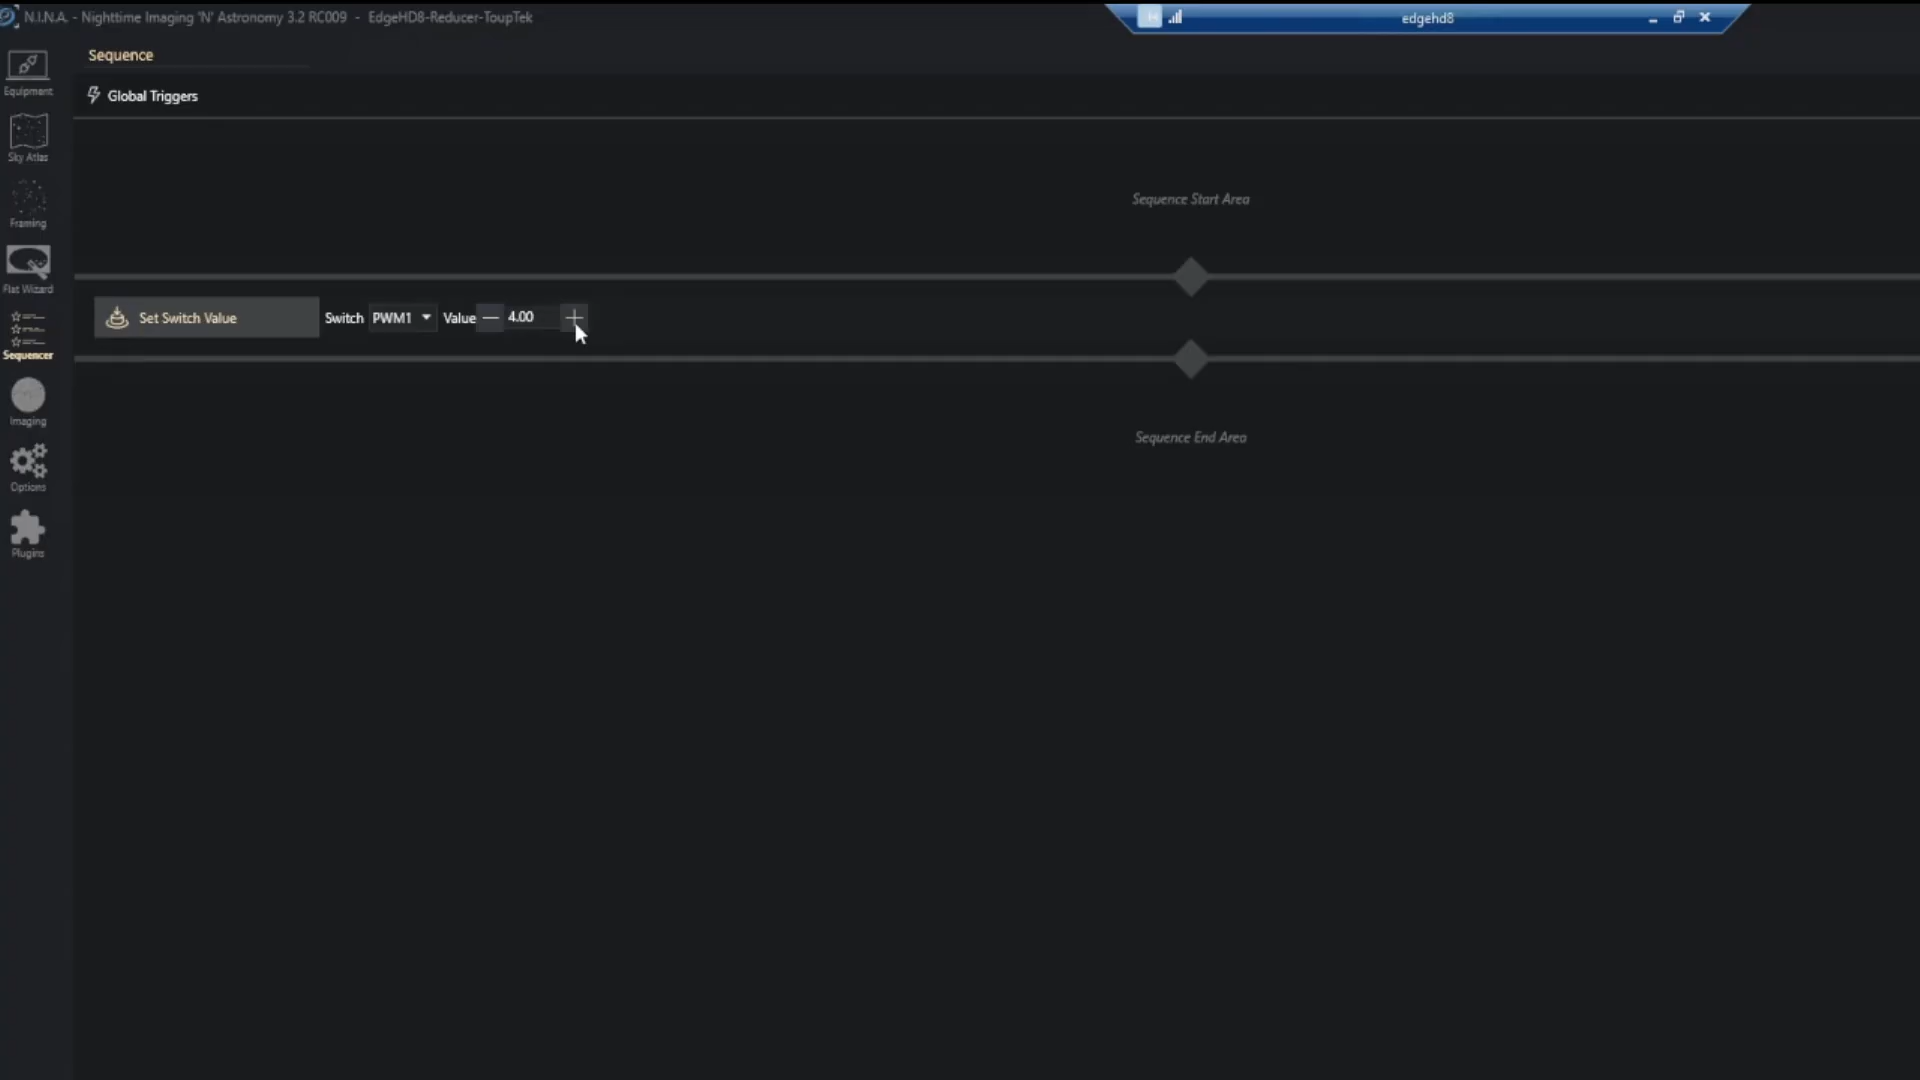 N.I.N.A. - Nighttime Imaging 'N' Astronomy 3.2 RC009 - EdgeHD8-Reducer-ToupTek
edgehd8
Sequence
Equipment
Global Triggers
Sky Atlas
Sequence Start Area
Framing
Flat Wizard
Set Switch Value Switch PWM1 Value 4.00
Sequencer
Imaging
Sequence End Area
Options
Plugins